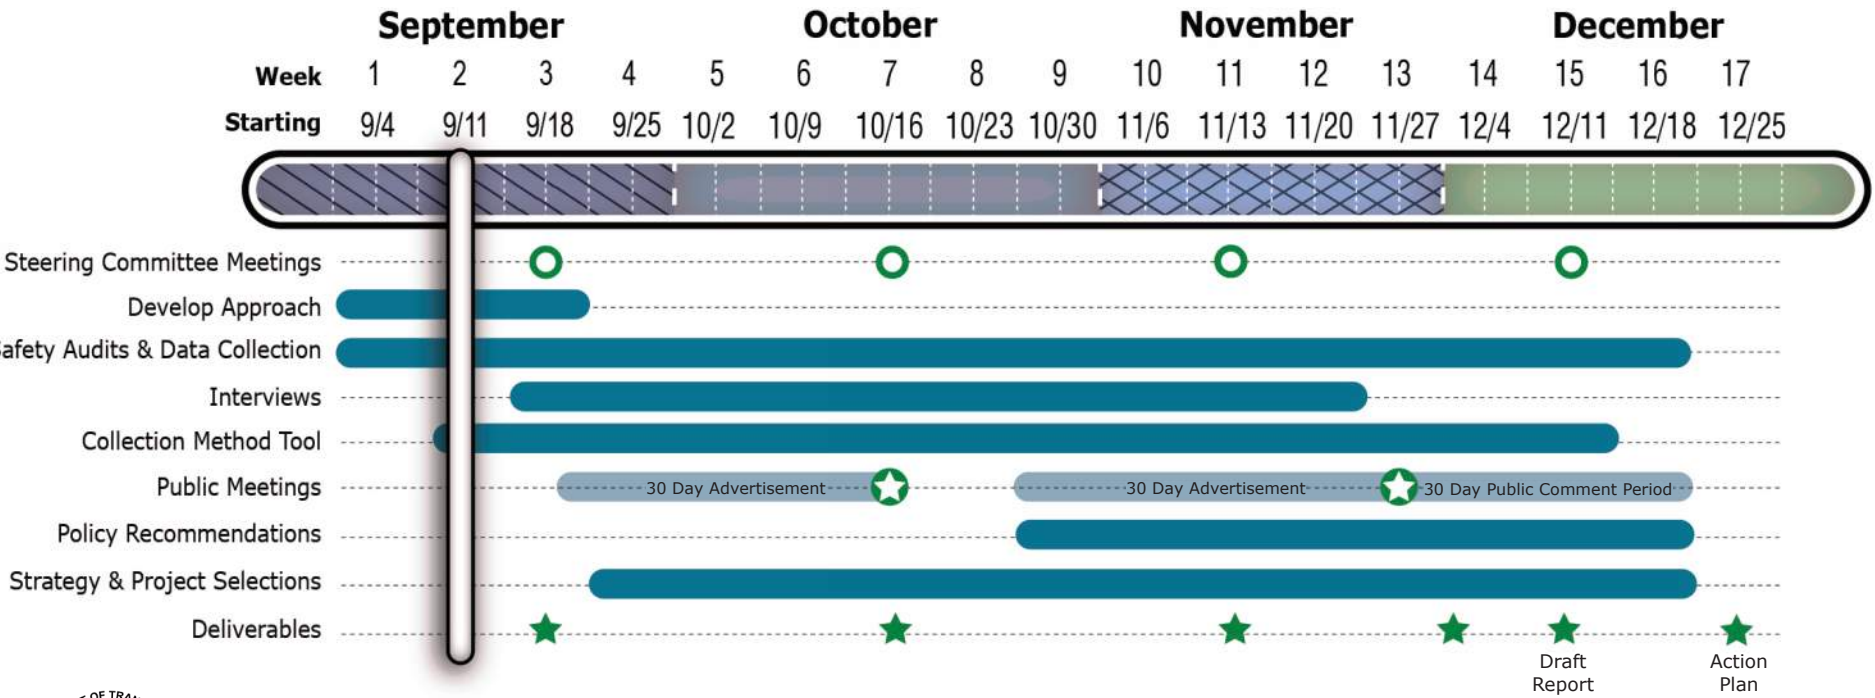 September October November December
Week 1 2 3 4 5 6 7 8 9 10 11 12 13 14 15 16 17
Starting 9/4 9/11 9/18 9/25 10/2 10/9 10/16 10/23 10/30 11/6 11/13 11/20 11/27 12/4 12/11 12/18 12/25
Steering Committee Meetings
Develop Approach
Safety Audits & Data Collection
Interviews
Collection Method Tool
Public Meetings 30 Day Advertisement 30 Day Advertisement 30 Day Public Comment Period
Policy Recommendations
Strategy & Project Selections
Deliverables
Draft Action
Report Plan